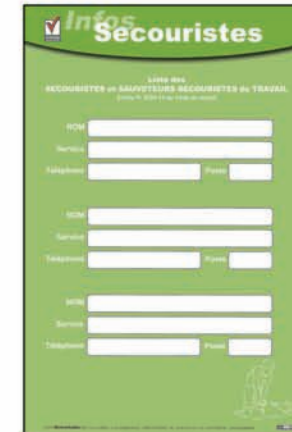 Infos
Secouristes
Liste des
SECOURISTES et SAUVETEURS SECOURISTES du TRAVAIL
NOM
Service
Téléphone Poste
NOM
Service
Téléphone Poste
NOM
Service
Téléphone Poste